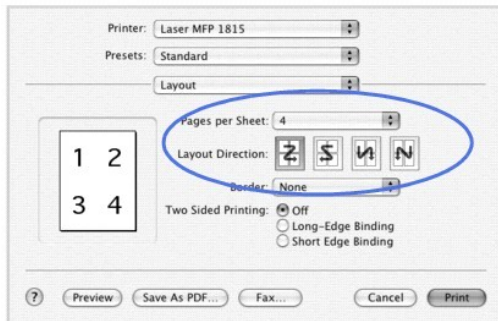 Printer: Laser MFP 1815
Presets: Standard
Layout
Pages per Sheet: 4
Layout Direction:
Border: None
Two Sided Printing: Off
Long-Edge Binding
Short Edge Binding
1 2
3 4
? Preview Save As PDF... Fax... Cancel Print